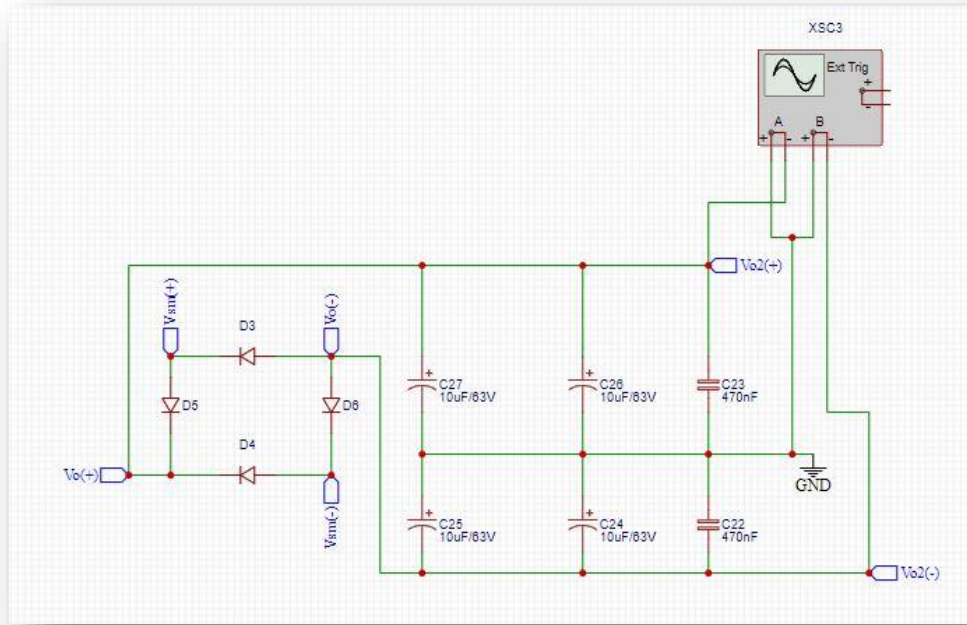 XSC3
Ext Trig
+
-
A
B
+
-
+
-
Vo2(+)
Vsm(+)
Vo(-)
D3
D5
D6
D4
Vo(+)
Vsm(-)
+
C27
10uF/63V
+
C26
10uF/63V
C23
470nF
GND
+
C25
10uF/63V
+
C24
10uF/63V
C22
470nF
Vo2(-)